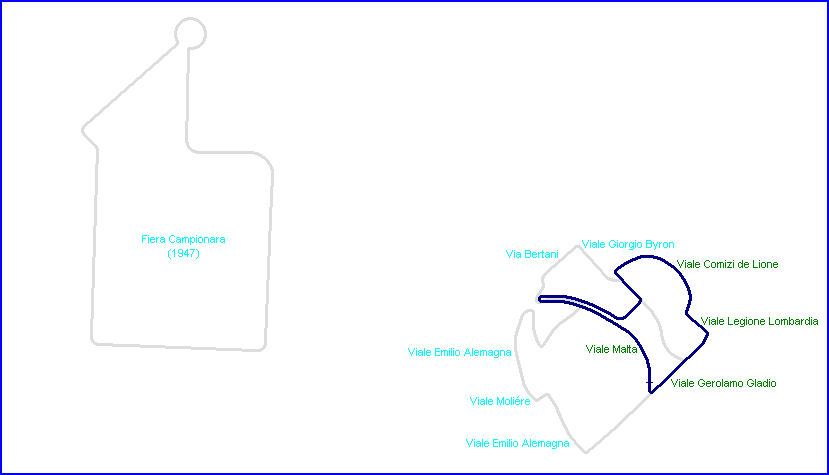 Fiera Campionara
(1947)
Via Bertani
Viale Giorgio Byron
Viale Comizi de Lione
Viale Legione Lombardia
Viale Malta
Viale Emilio Alemagna
Viale Gerolamo Gladio
Viale Moliére
Viale Emilio Alemagna